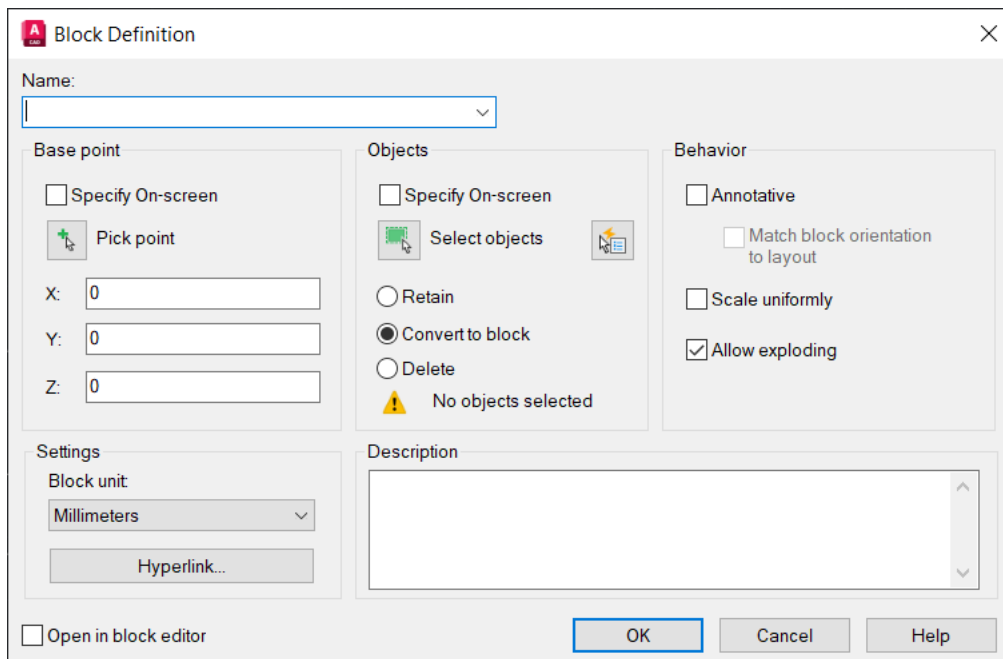 A
CAD
Block Definition
Name:
Base point
Specify On-screen
Pick point
X: 0
Y: 0
Z: 0
Objects
Specify On-screen
Select objects
Retain
Convert to block
Delete
No objects selected
Behavior
Annotative
Match block orientation
to layout
Scale uniformly
Allow exploding
Settings
Block unit:
Millimeters
Hyperlink...
Description
Open in block editor
OK
Cancel
Help